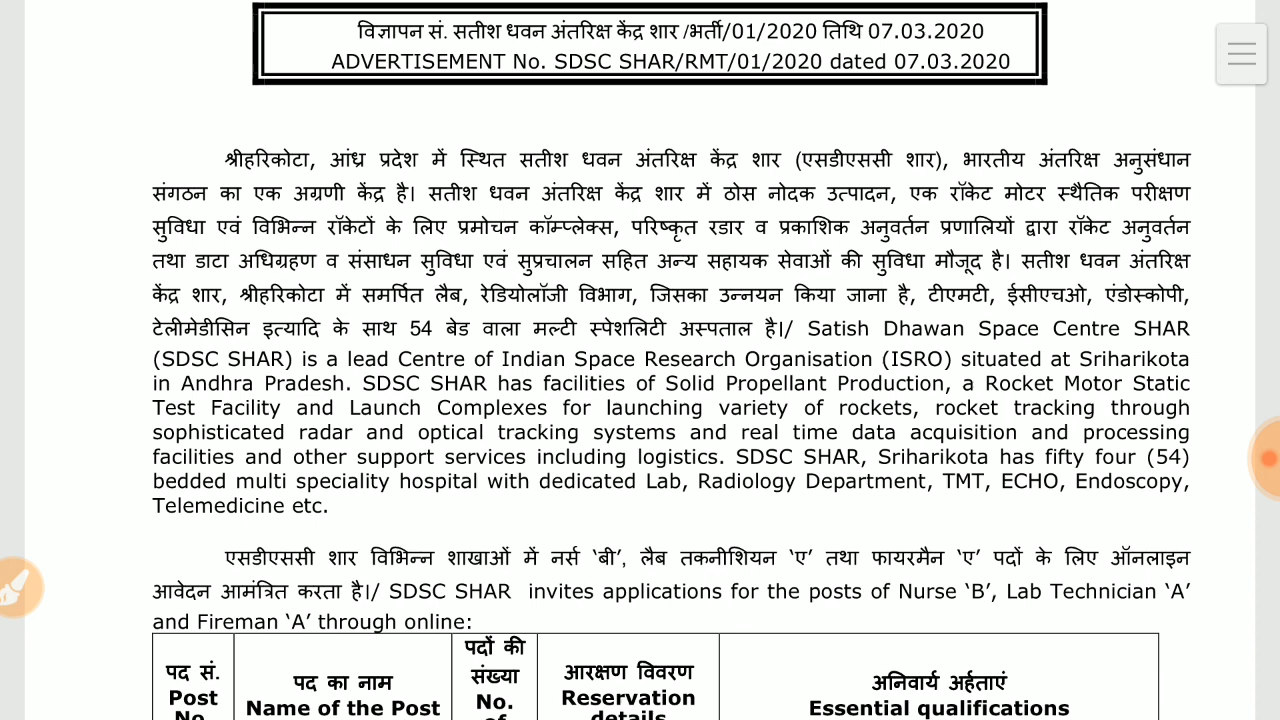 विज्ञापन सं. सतीश धवन अंतरिक्ष केंद्र शार /भर्ती/01/2020 तिथि 07.03.2020
ADVERTISEMENT No. SDSC SHAR/RMT/01/2020 dated 07.03.2020
श्रीहरिकोटा, आंध्र प्रदेश में स्थित सतीश धवन अंतरिक्ष केंद्र शार (एसडीएससी शार), भारतीय अंतरिक्ष अनुसंधान
संगठन का एक अग्रणी केंद्र है। सतीश धवन अंतरिक्ष केंद्र शार में ठोस नोदक उत्पादन, एक रॉकेट मोटर स्थैतिक परीक्षण
सुविधा एवं विभिन्न रॉकेटों के लिए प्रमोचन कॉम्प्लेक्स, परिष्कृत रडार व प्रकाशिक अनुवर्तन प्रणालियों द्वारा रॉकेट अनुवर्तन
तथा डाटा अधिग्रहण व संसाधन सुविधा एवं सुप्रचालन सहित अन्य सहायक सेवाओं की सुविधा मौजूद है। सतीश धवन अंतरिक्ष
केंद्र शार, श्रीहरिकोटा में समर्पित लैब, रेडियोलॉजी विभाग, जिसका उन्नयन किया जाना है, टीएमटी, ईसीएचओ, एंडोस्कोपी,
टेलीमेडीसिन इत्यादि के साथ 54 बेड वाला मल्टी स्पेशलिटी अस्पताल है।/ Satish Dhawan Space Centre SHAR
(SDSC SHAR) is a lead Centre of Indian Space Research Organisation (ISRO) situated at Sriharikota
in Andhra Pradesh. SDSC SHAR has facilities of Solid Propellant Production, a Rocket Motor Static
Test Facility and Launch Complexes for launching variety of rockets, rocket tracking through
sophisticated radar and optical tracking systems and real time data acquisition and processing
facilities and other support services including logistics. SDSC SHAR, Sriharikota has fifty four (54)
bedded multi speciality hospital with dedicated Lab, Radiology Department, TMT, ECHO, Endoscopy,
Telemedicine etc.
एसडीएससी शार विभिन्न शाखाओं में नर्स ‘बी’, लैब तकनीशियन ‘ए’ तथा फायरमैन ‘ए’ पदों के लिए ऑनलाइन
आवेदन आमंत्रित करता है।/ SDSC SHAR invites applications for the posts of Nurse ‘B’, Lab Technician ‘A’
and Fireman ‘A’ through online:
पद सं.
Post
No.
पद का नाम
Name of the Post
पदों की
संख्या
No.
of
आरक्षण विवरण
Reservation
details
अनिवार्य अर्हताएं
Essential qualifications